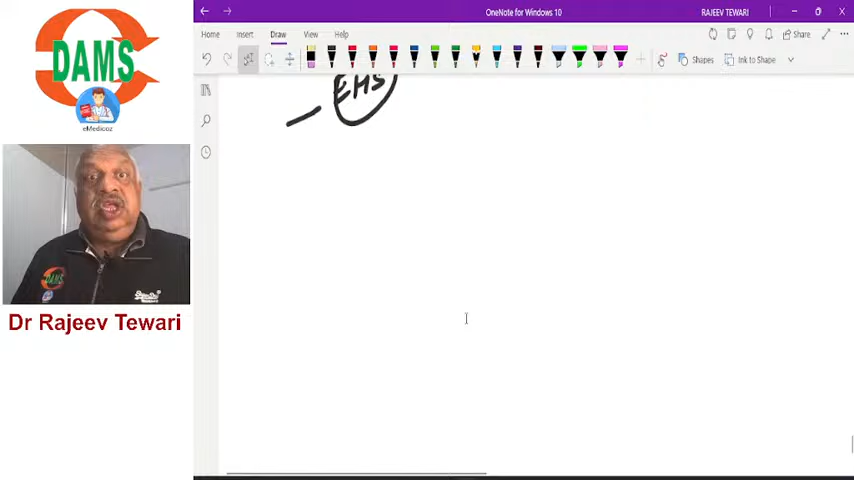 OneNote for Windows 10
RAJEEV TEWARI
Home Insert Draw View Help
Share
Shapes
Ink to Shape
EHS
DAMS
eMedicoz
DAMS
Dr Rajeev Tewari